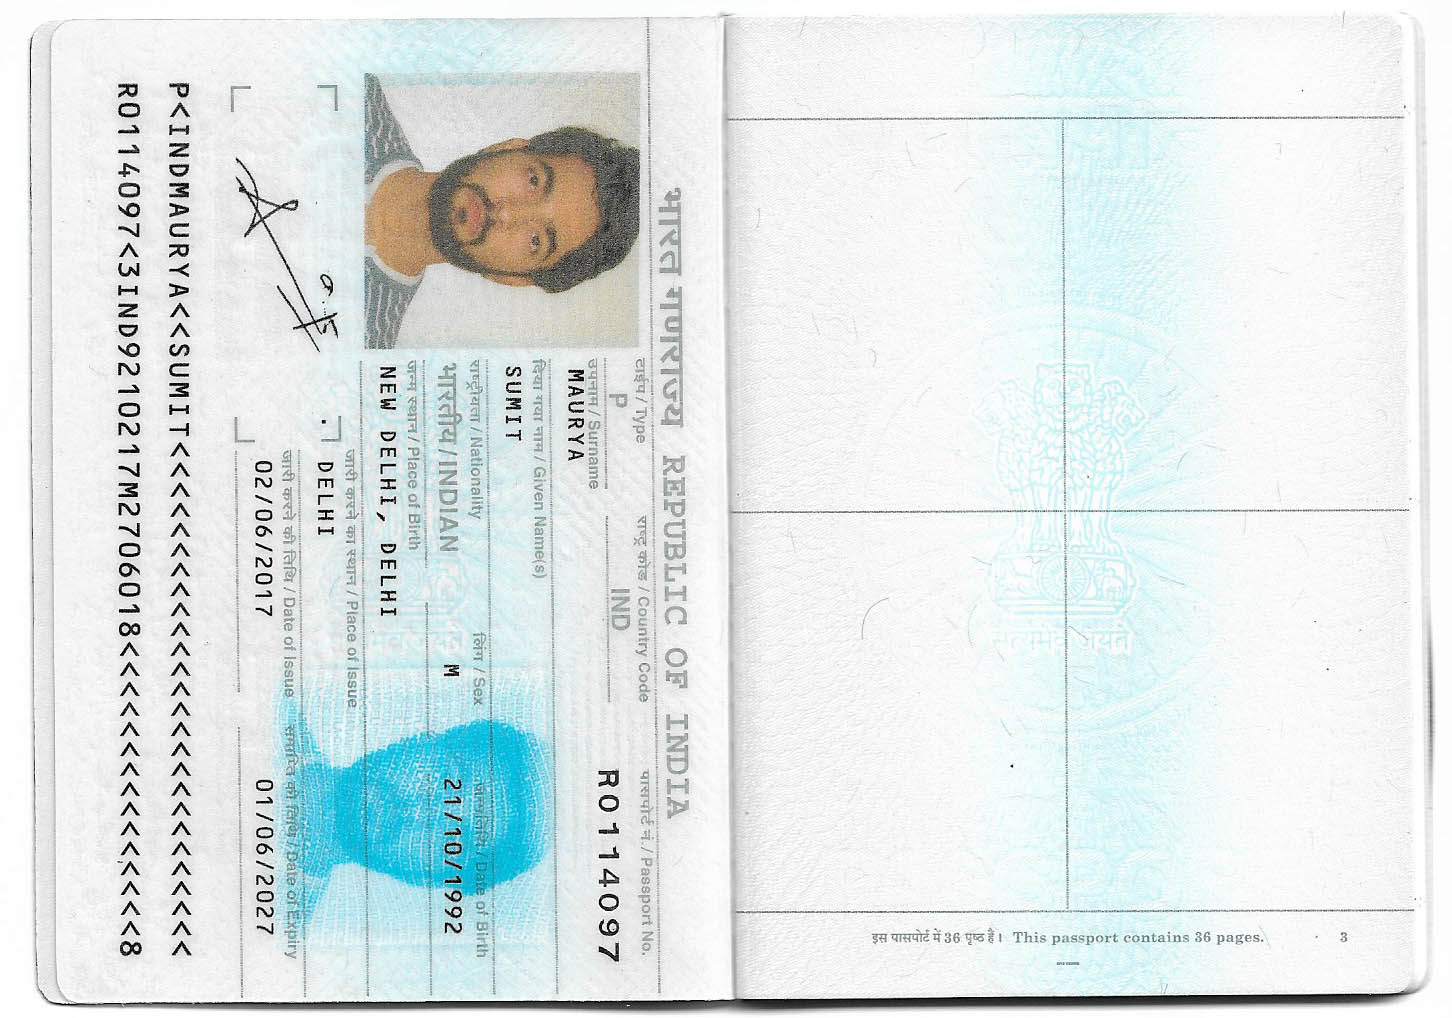 भारत गणराज्य REPUBLIC OF INDIA
टाईप / Type राष्ट्र कोड / Country Code पासपोर्ट नं. / Passport No.
P IND R0114097
उपनाम / Surname
MAURYA
दिया गया नाम / Given Name(s)
SUMIT
राष्ट्रीयता / Nationality लिंग / Sex जन्मतिथि / Date of Birth
भारतीय / INDIAN M 21/10/1992
जन्म स्थान / Place of Birth
NEW DELHI, DELHI
जारी करने का स्थान / Place of Issue
DELHI
जारी करने की तिथि / Date of Issue समाप्ति की तिथि / Date of Expiry
02/06/2017 01/06/2027
P<INDMAURYA<<SUMIT<<<<<<<<<<<<<<<<<<<<<<<<<<
R0114097<3IND9210217M2706018<<<<<<<<<<<<<<<8
सत्यमेव जयते
इस पासपोर्ट में 36 पृष्ठ हैं। This passport contains 36 pages. 3